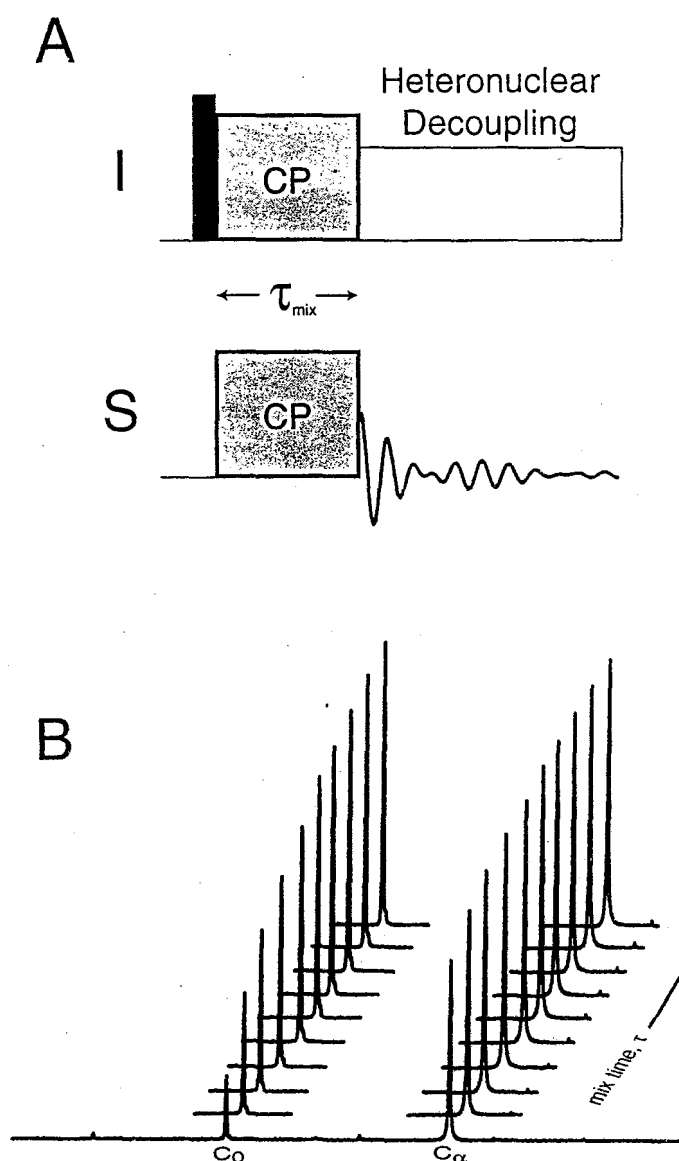 A
Heteronuclear
Decoupling
I
CP
τmix
S
CP
B
mix time, τ
Co
Cα